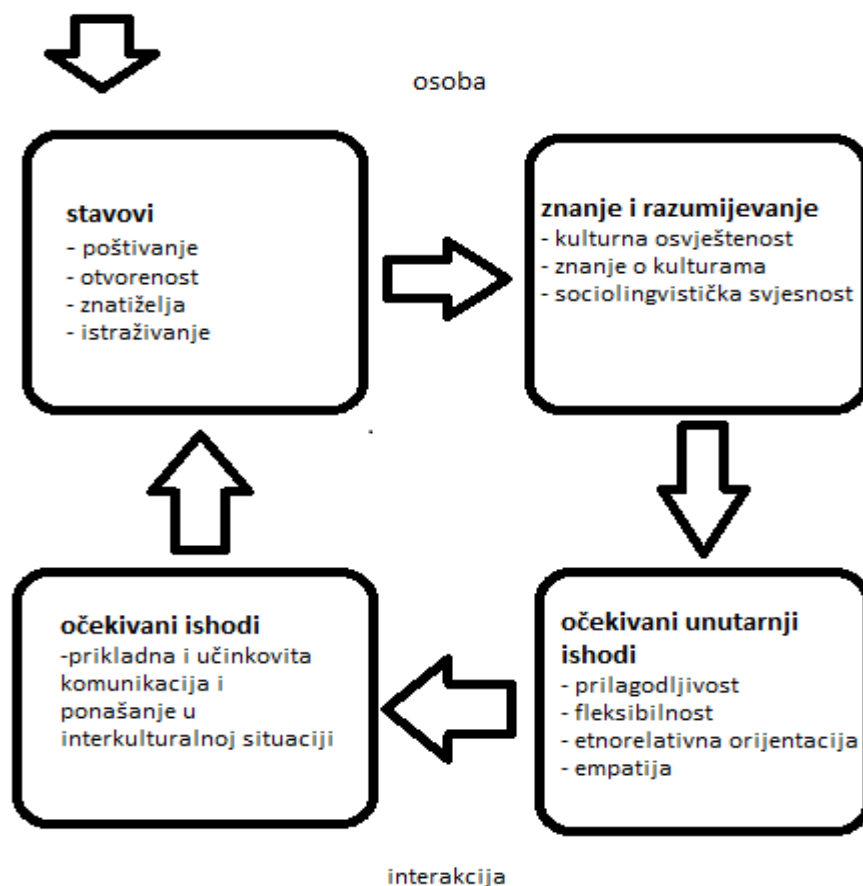 osoba
stavovi
- poštivanje
- otvorenost
- znatiželja
- istraživanje
znanje i razumijevanje
- kulturna osvještenost
- znanje o kulturama
- sociolingvistička svjesnost
očekivani ishodi
-prikladna i učinkovita
komunikacija i
ponašanje u
interkulturalnoj situaciji
očekivani unutarnji
ishodi
- prilagodljivost
- fleksibilnost
- etnorelativna orijentacija
- empatija
interakcija